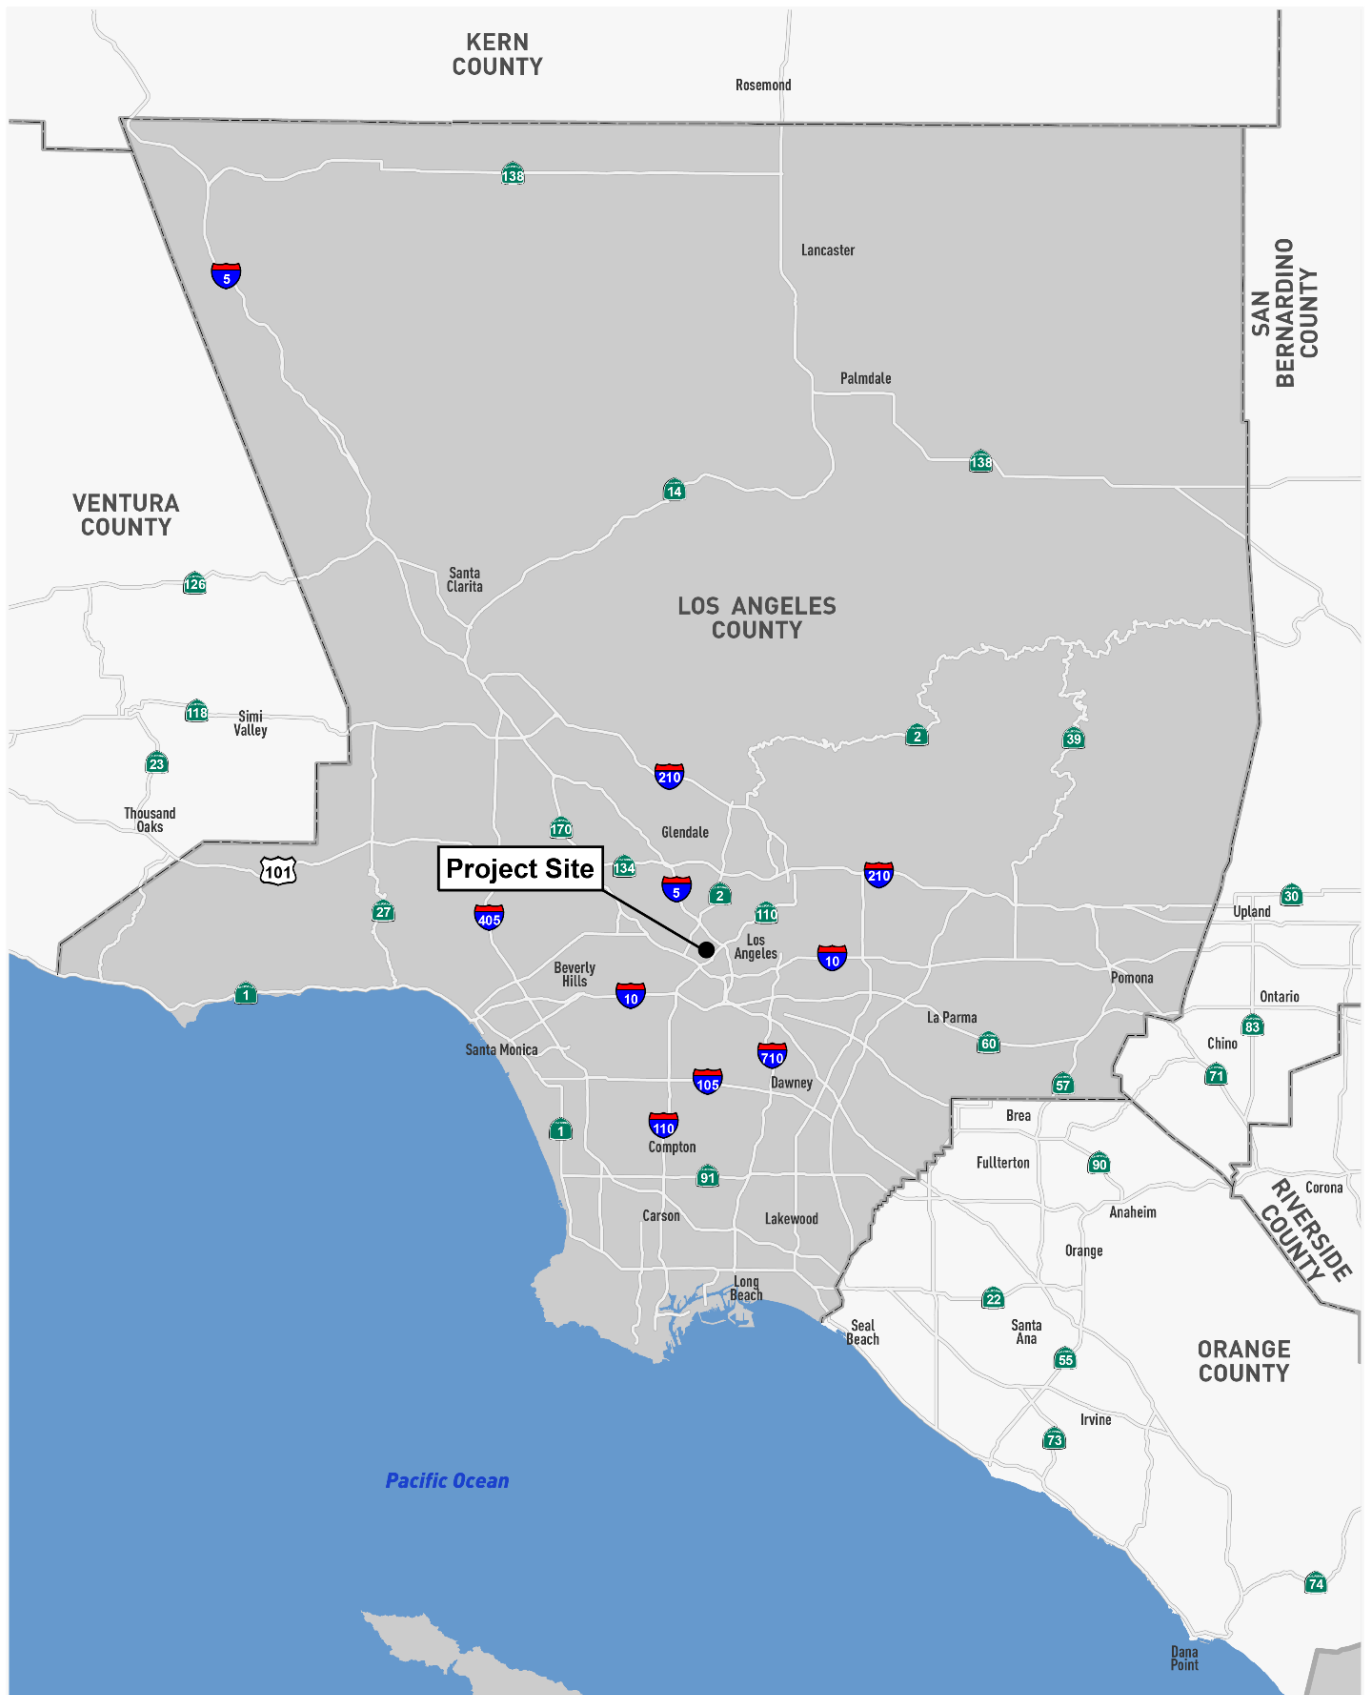 KERN
COUNTY
Rosemond
138
Lancaster
5
SAN
BERNARDINO
COUNTY
Palmdale
138
14
VENTURA
COUNTY
126
Santa
Clarita
LOS ANGELES
COUNTY
118
Simi
Valley
2
39
23
210
Thousand
Oaks
170
Glendale
101
Project Site
134
5
2
210
30
27
405
110
Upland
Los
Angeles
10
Beverly
Hills
Pomona
1
10
Ontario
La Parma
83
60
Chino
Santa Monica
710
105
Dawney
71
57
1
110
Brea
Compton
Fullterton
90
91
Corona
Carson
Lakewood
Anaheim
RIVERSIDE
COUNTY
Orange
Long
Beach
22
Seal
Beach
Santa
Ana
55
ORANGE
COUNTY
Irvine
73
Pacific Ocean
74
Dana
Point